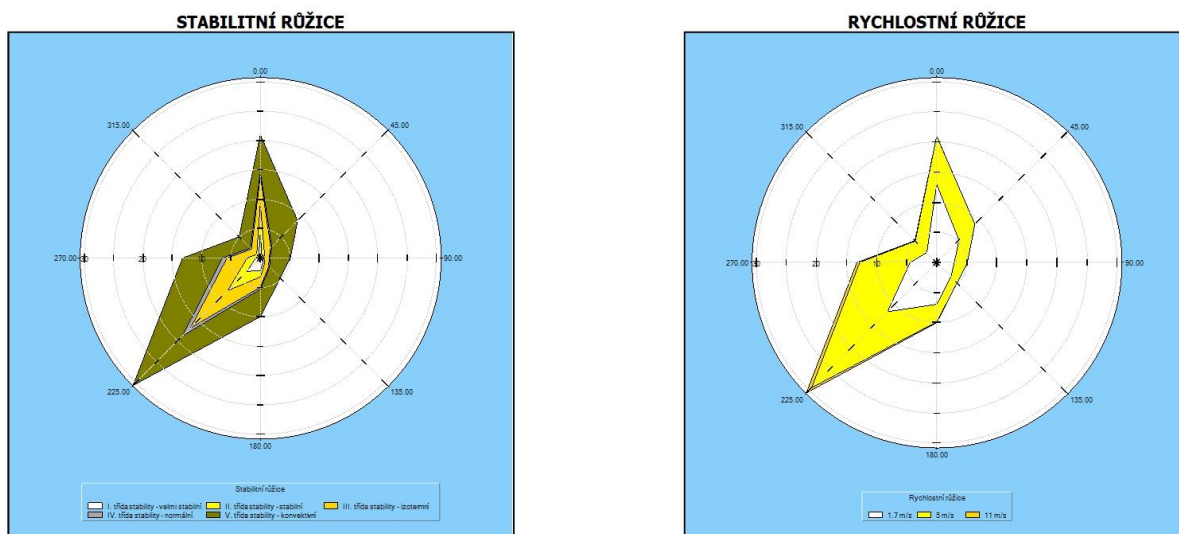 STABILITNÍ RŮŽICE
0.00
315.00
45.00
270.00
30
20
10
90.00
225.00
135.00
180.00
Stabilitní růžice
I. třída stability - velmi stabilní
II. třída stability - stabilní
III. třída stability - izotermní
IV. třída stability - normální
V. třída stability - konvektivní
RYCHLOSTNÍ RŮŽICE
0.00
315.00
45.00
270.00
30
20
10
90.00
225.00
135.00
180.00
Rychlostní růžice
1.7 m/s
5 m/s
11 m/s